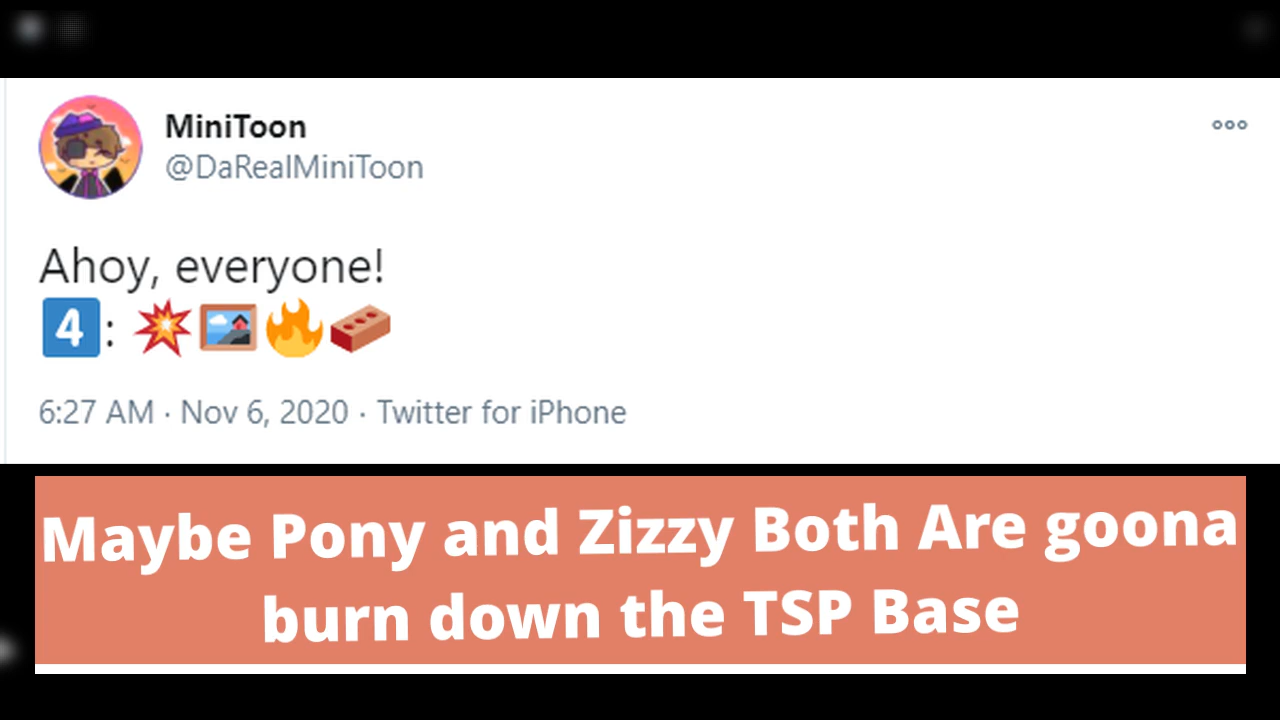 MiniToon
@DaRealMiniToon
Ahoy, everyone!
4️⃣: 💥🖼️🔥🧱
6:27 AM · Nov 6, 2020 · Twitter for iPhone
Maybe Pony and Zizzy Both Are goona
burn down the TSP Base